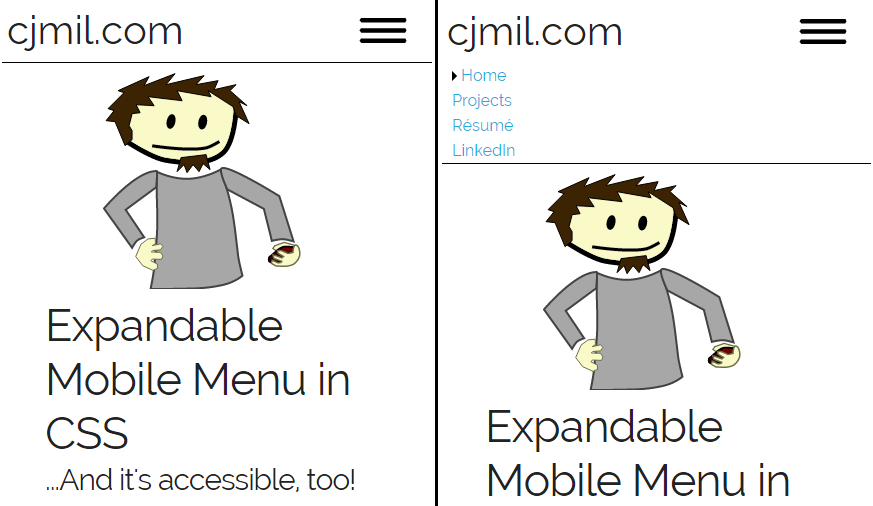 cjmil.com
Expandable
Mobile Menu in
CSS
...And it's accessible, too!
cjmil.com
Home
Projects
Résumé
LinkedIn
Expandable
Mobile Menu in